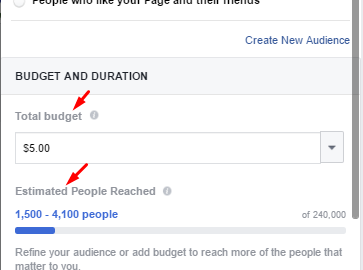 People who like your Page and their friends
Create New Audience
BUDGET AND DURATION
Total budget
$5.00
Estimated People Reached
1,500 - 4,100 people of 240,000
Refine your audience or add budget to reach more of the people that
matter to you.